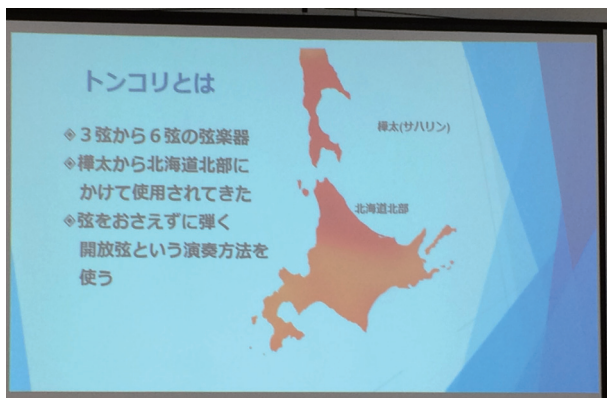 トンコリとは
◈３弦から６弦の弦楽器
◈樺太から北海道北部に
かけて使用されてきた
◈弦をおさえずに弾く
開放弦という演奏方法を
使う
樺太(サハリン)
北海道北部